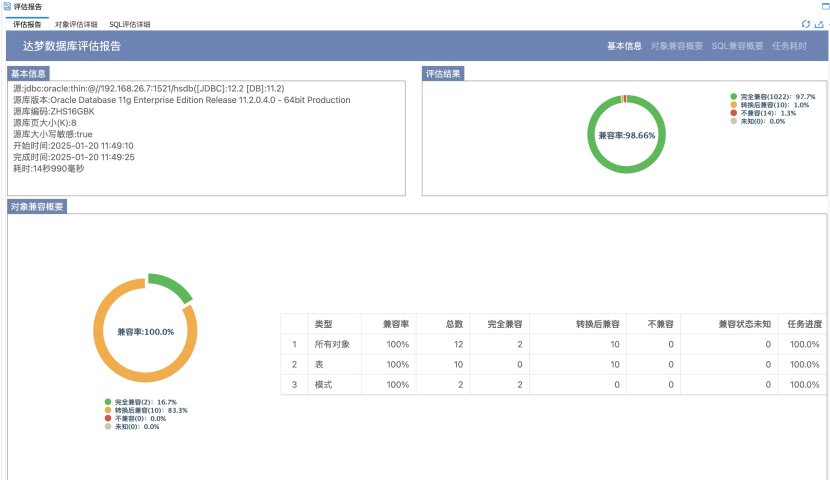 评估报告
评估报告 对象评估详细 SQL评估详细
达梦数据库评估报告
基本信息 对象兼容概要 SQL兼容概要 任务耗时
基本信息
源:jdbc:oracle:thin:@//192.168.26.7:1521/hsdb([JDBC]:12.2 [DB]:11.2)
源库版本:Oracle Database 11g Enterprise Edition Release 11.2.0.4.0 - 64bit Production
源库编码:ZHS16GBK
源库页大小(K):8
源库大小写敏感:true
开始时间:2025-01-20 11:49:10
完成时间:2025-01-20 11:49:25
耗时:14秒990毫秒
评估结果
兼容率:98.66%
完全兼容(1022): 97.7%
转换后兼容(10): 1.0%
不兼容(14): 1.3%
未知(0): 0.0%
对象兼容概要
兼容率:100.0%
完全兼容(2): 16.7%
转换后兼容(10): 83.3%
不兼容(0): 0.0%
未知(0): 0.0%
类型 兼容率 总数 完全兼容 转换后兼容 不兼容 兼容状态未知 任务进度
1 所有对象 100% 12 2 10 0 0 100.0%
2 表 100% 10 0 10 0 0 100.0%
3 模式 100% 2 2 0 0 0 100.0%